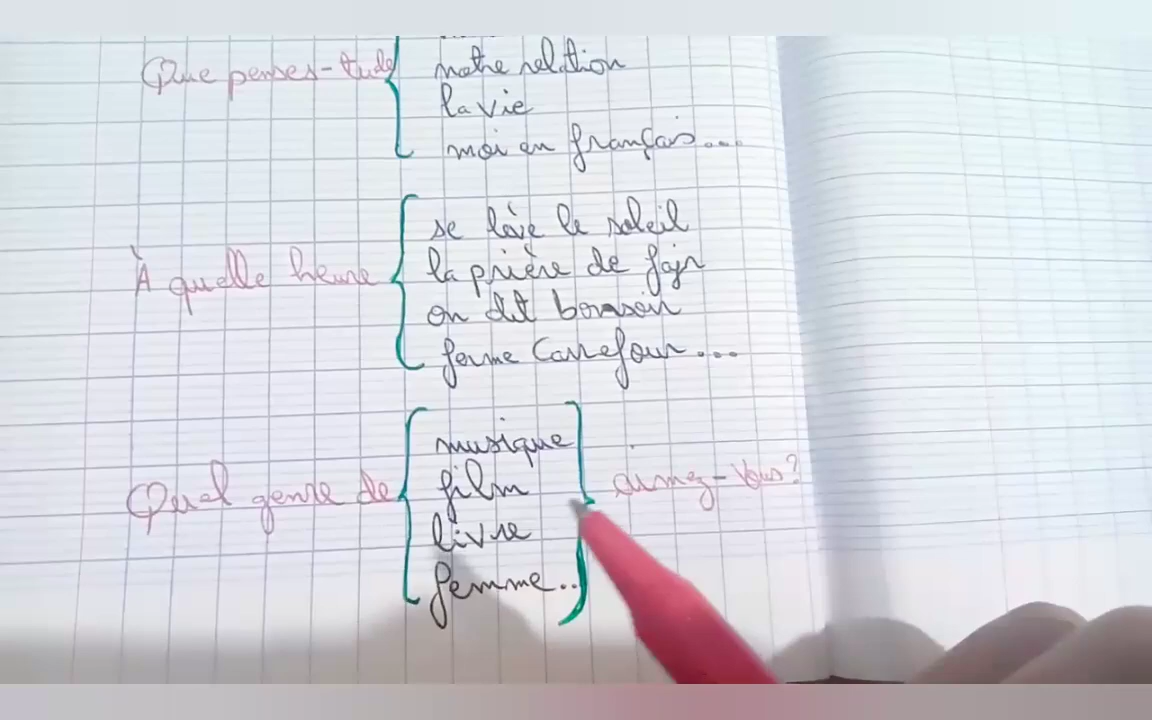 Que penses-tu de
notre relation
la vie
moi en français...
À quelle heure
se lève le soleil
la prière de fajr
on dit bonsoir
ferme Carrefour...
Quel genre de
musique
film
livre
femme..
aimez-vous?